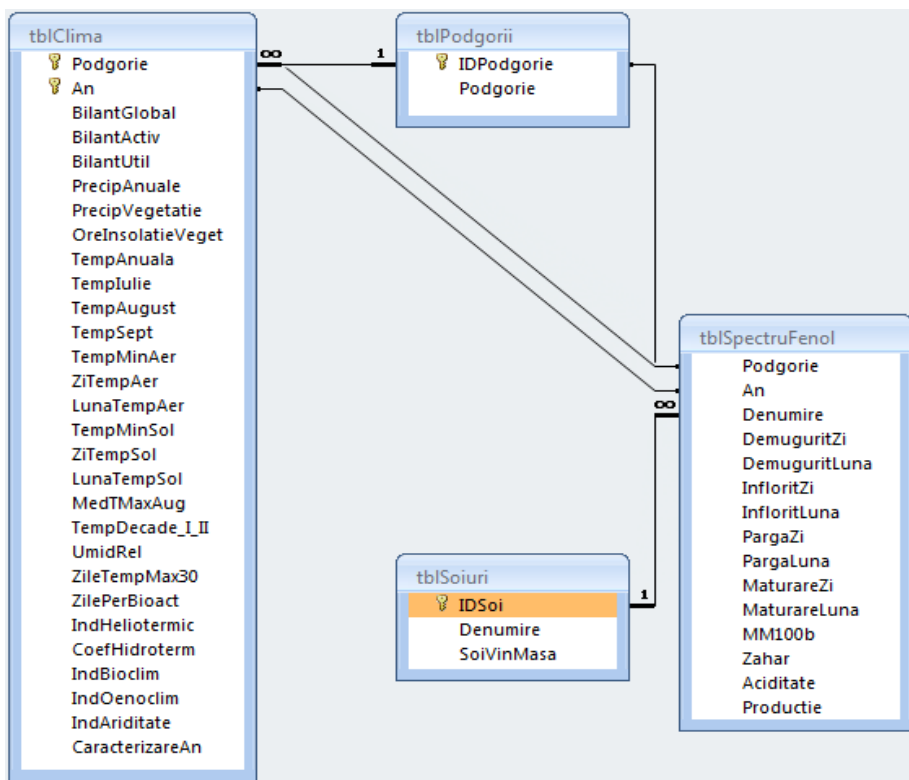 tblClima
Podgorie
An
BilantGlobal
BilantActiv
BilantUtil
PrecipAnuale
PrecipVegetatie
OreInsolatieVeget
TempAnuala
TempIulie
TempAugust
TempSept
TempMinAer
ZiTempAer
LunaTempAer
TempMinSol
ZiTempSol
LunaTempSol
MedTMaxAug
TempDecade_I_II
UmidRel
ZileTempMax30
ZilePerBioact
IndHeliotermic
CoefHidroterm
IndBioclim
IndOenoclim
IndAriditate
CaracterizareAn
∞
1
tblPodgorii
IDPodgorie
Podgorie
tblSpectruFenol
Podgorie
An
Denumire
DemuguritZi
DemuguritLuna
InfloritZi
InfloritLuna
PargaZi
PargaLuna
MaturareZi
MaturareLuna
MM100b
Zahar
Aciditate
Productie
∞
1
tblSoiuri
IDSoi
Denumire
SoiVinMasa